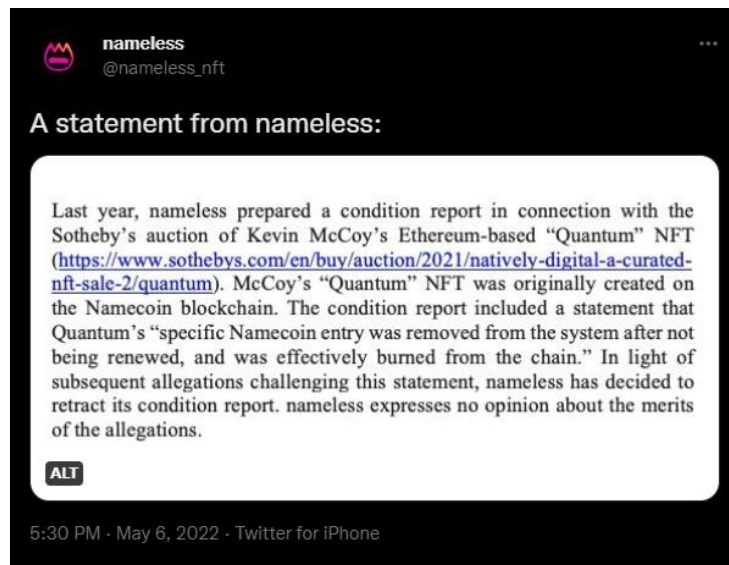 nameless
@nameless_nft
A statement from nameless:
Last year, nameless prepared a condition report in connection with the
Sotheby's auction of Kevin McCoy's Ethereum-based “Quantum” NFT
(https://www.sothebys.com/en/buy/auction/2021/natively-digital-a-curated-
nft-sale-2/quantum). McCoy's “Quantum” NFT was originally created on
the Namecoin blockchain. The condition report included a statement that
Quantum's “specific Namecoin entry was removed from the system after not
being renewed, and was effectively burned from the chain.” In light of
subsequent allegations challenging this statement, nameless has decided to
retract its condition report. nameless expresses no opinion about the merits
of the allegations.
ALT
5:30 PM · May 6, 2022 · Twitter for iPhone